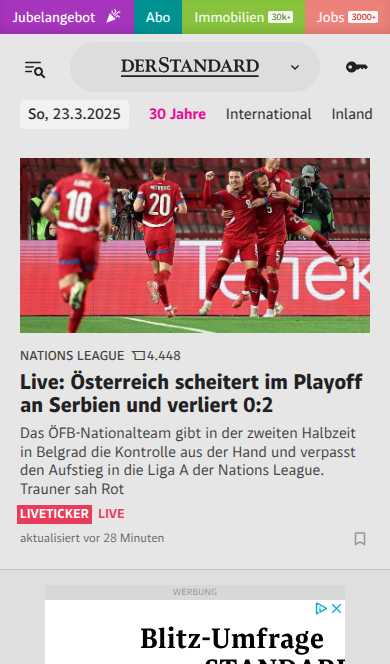 Jubelangebot Abo Immobilien 30k+ Jobs 3000+
DERSTANDARD
So, 23.3.2025 30 Jahre International Inland
10
20
NATIONS LEAGUE 4.448
Live: Österreich scheitert im Playoff
an Serbien und verliert 0:2
Das ÖFB-Nationalteam gibt in der zweiten Halbzeit
in Belgrad die Kontrolle aus der Hand und verpasst
den Aufstieg in die Liga A der Nations League.
Trauner sah Rot
LIVETICKER LIVE
aktualisiert vor 28 Minuten
WERBUNG
Blitz-Umfrage